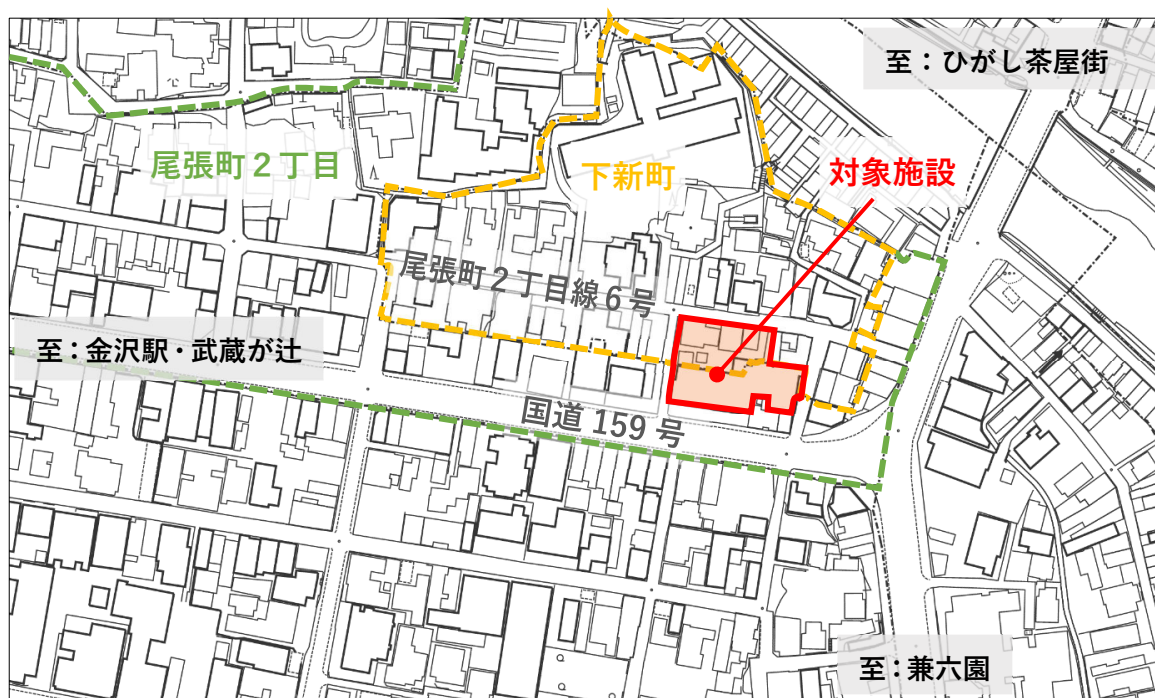 至：ひがし茶屋街
尾張町２丁目
下新町
対象施設
尾張町２丁目線６号
至：金沢駅・武蔵が辻
国道 159 号
至：兼六園